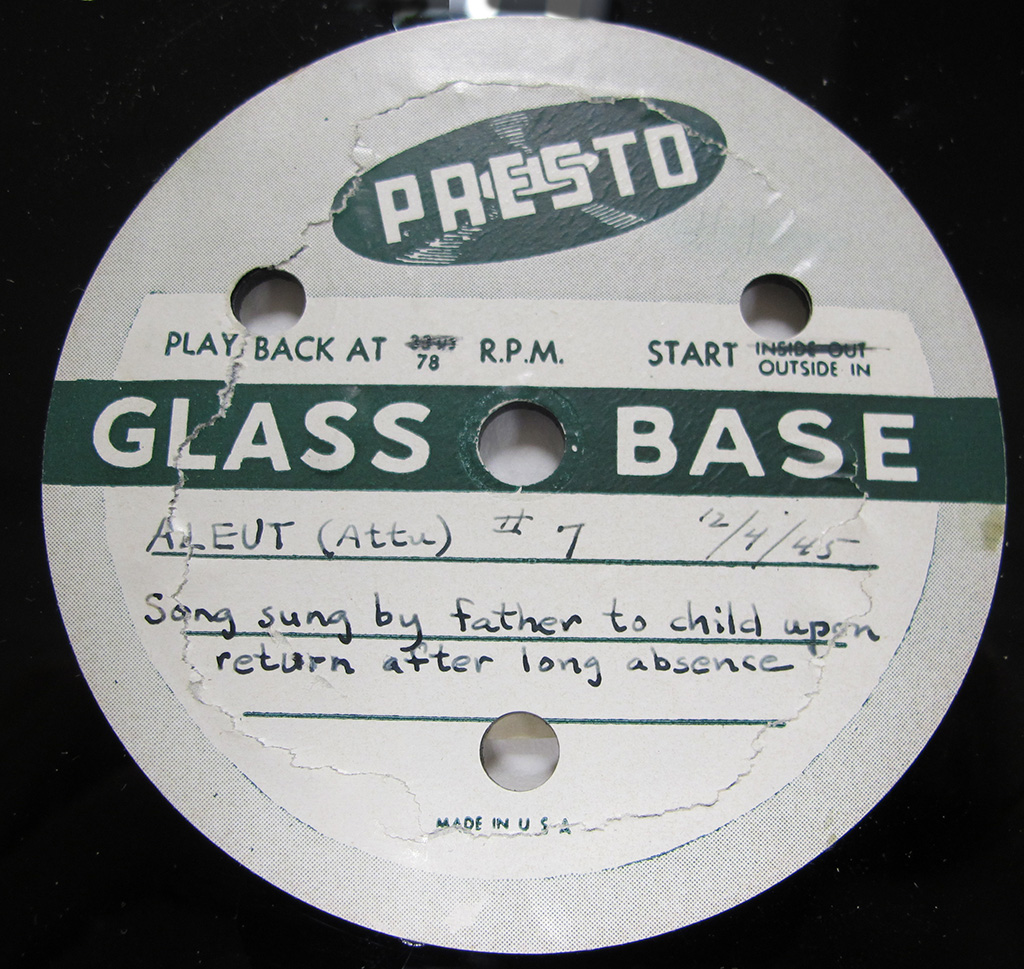 PRESTO
PLAY BACK AT 33 1/3 78 R.P.M. START INSIDE OUT OUTSIDE IN
GLASS BASE
ALEUT (Attu) # 7 12/4/45
Song sung by father to child upon
return after long absence
MADE IN U S A